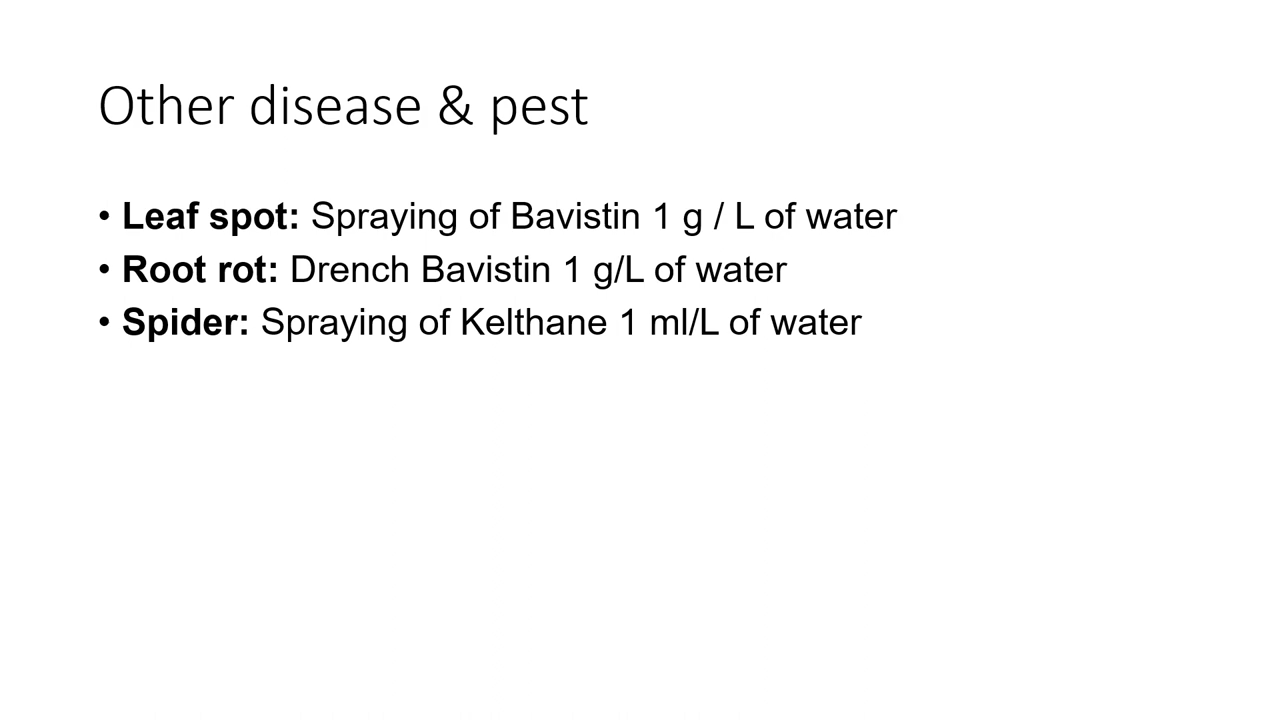 Other disease & pest
• Leaf spot: Spraying of Bavistin 1 g / L of water
• Root rot: Drench Bavistin 1 g/L of water
• Spider: Spraying of Kelthane 1 ml/L of water